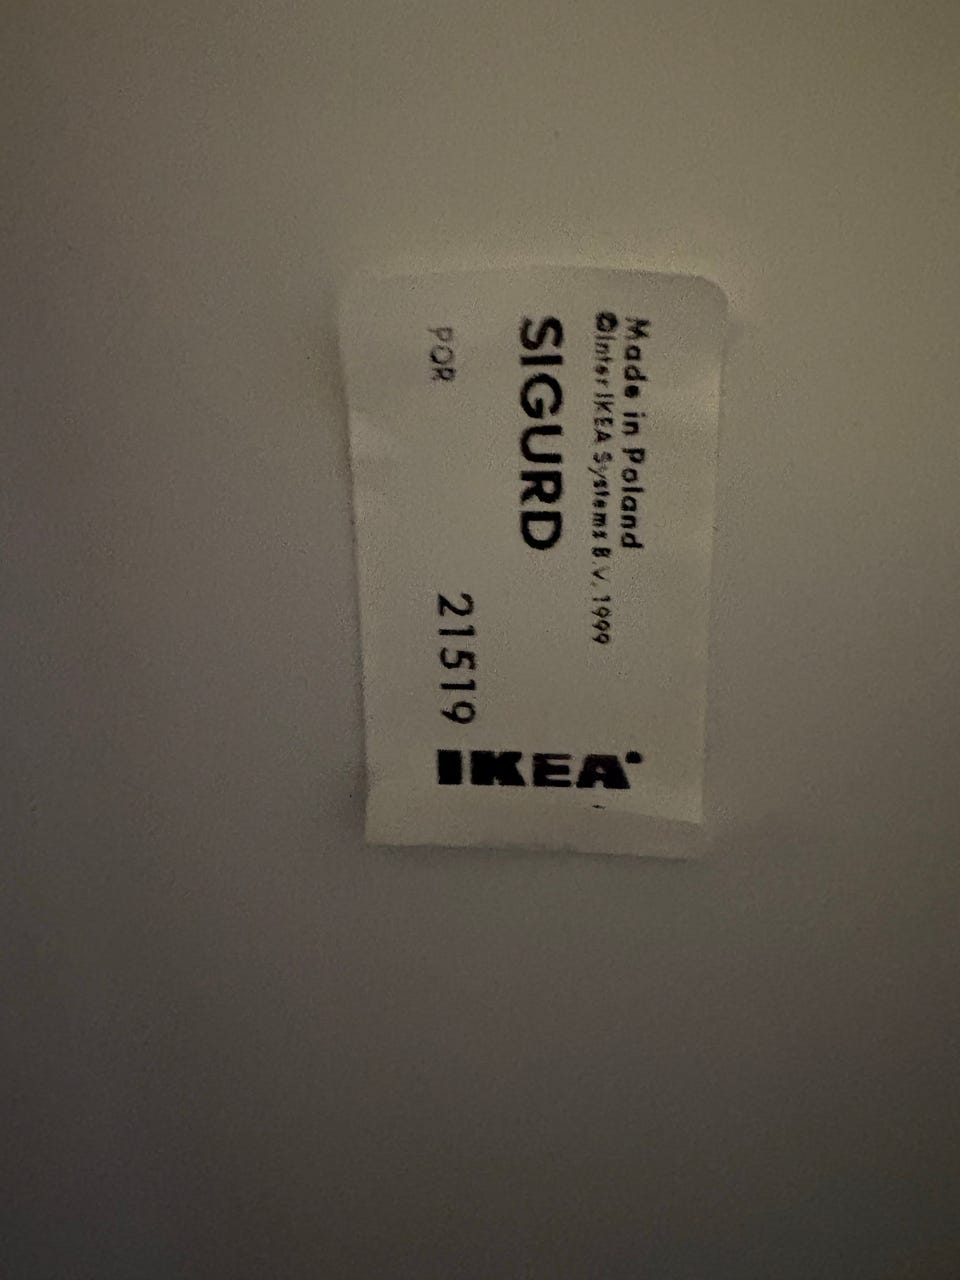 Made in Poland
©Inter IKEA Systems B.V. 1999
SIGURD
POR 21519
IKEA®